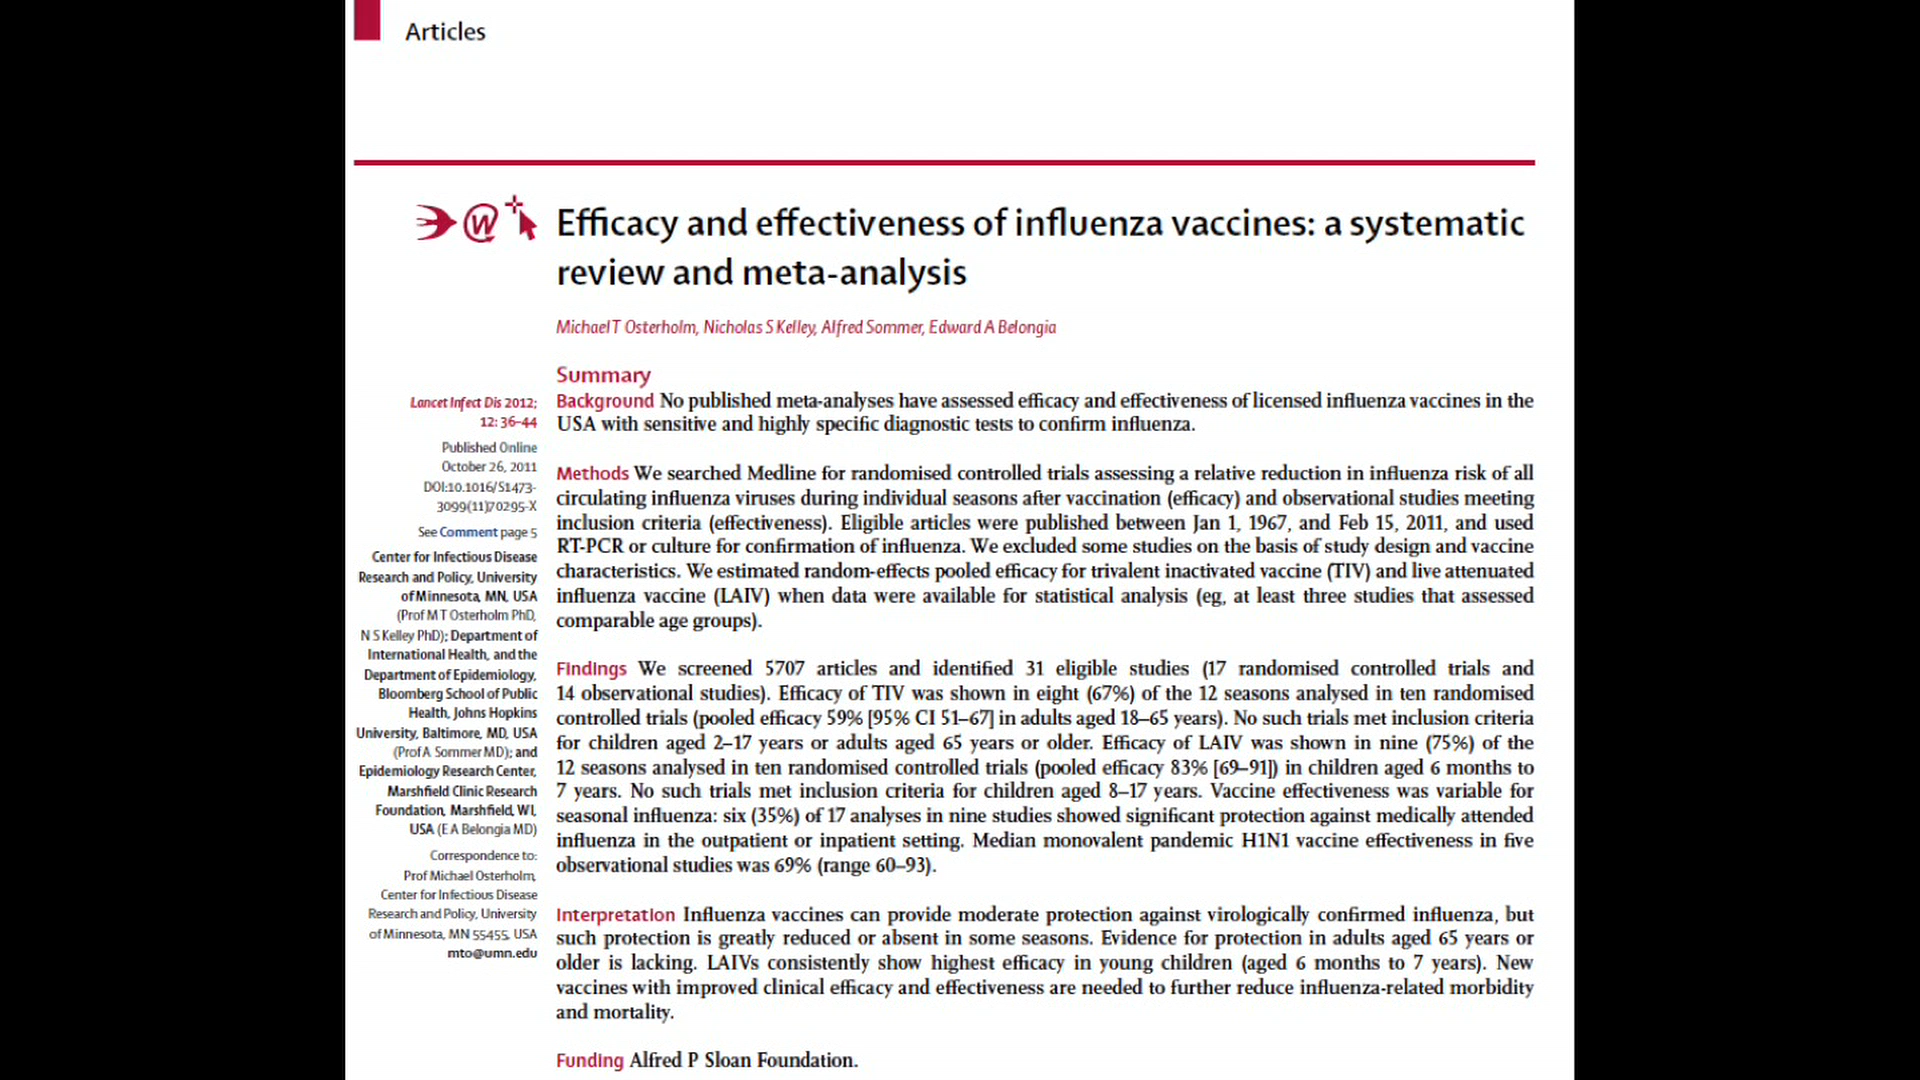 Articles
Efficacy and effectiveness of influenza vaccines: a systematic
review and meta-analysis
Michael T Osterholm, Nicholas S Kelley, Alfred Sommer, Edward A Belongia
Summary
Background No published meta-analyses have assessed efficacy and effectiveness of licensed influenza vaccines in the
USA with sensitive and highly specific diagnostic tests to confirm influenza.
Methods We searched Medline for randomised controlled trials assessing a relative reduction in influenza risk of all
circulating influenza viruses during individual seasons after vaccination (efficacy) and observational studies meeting
inclusion criteria (effectiveness). Eligible articles were published between Jan 1, 1967, and Feb 15, 2011, and used
RT-PCR or culture for confirmation of influenza. We excluded some studies on the basis of study design and vaccine
characteristics. We estimated random-effects pooled efficacy for trivalent inactivated vaccine (TIV) and live attenuated
influenza vaccine (LAIV) when data were available for statistical analysis (eg, at least three studies that assessed
comparable age groups).
Findings We screened 5707 articles and identified 31 eligible studies (17 randomised controlled trials and
14 observational studies). Efficacy of TIV was shown in eight (67%) of the 12 seasons analysed in ten randomised
controlled trials (pooled efficacy 59% [95% CI 51–67] in adults aged 18–65 years). No such trials met inclusion criteria
for children aged 2–17 years or adults aged 65 years or older. Efficacy of LAIV was shown in nine (75%) of the
12 seasons analysed in ten randomised controlled trials (pooled efficacy 83% [69–91]) in children aged 6 months to
7 years. No such trials met inclusion criteria for children aged 8–17 years. Vaccine effectiveness was variable for
seasonal influenza: six (35%) of 17 analyses in nine studies showed significant protection against medically attended
influenza in the outpatient or inpatient setting. Median monovalent pandemic H1N1 vaccine effectiveness in five
observational studies was 69% (range 60–93).
Interpretation Influenza vaccines can provide moderate protection against virologically confirmed influenza, but
such protection is greatly reduced or absent in some seasons. Evidence for protection in adults aged 65 years or
older is lacking. LAIVs consistently show highest efficacy in young children (aged 6 months to 7 years). New
vaccines with improved clinical efficacy and effectiveness are needed to further reduce influenza-related morbidity
and mortality.
Funding Alfred P Sloan Foundation.
Lancet Infect Dis 2012;
12: 36–44
Published Online
October 26, 2011
DOI:10.1016/S1473-
3099(11)70295-X
See Comment page 5
Center for Infectious Disease
Research and Policy, University
of Minnesota, MN, USA
(Prof M T Osterholm PhD,
N S Kelley PhD); Department of
International Health, and the
Department of Epidemiology,
Bloomberg School of Public
Health, Johns Hopkins
University, Baltimore, MD, USA
(Prof A Sommer MD); and
Epidemiology Research Center,
Marshfield Clinic Research
Foundation, Marshfield, WI,
USA (E A Belongia MD)
Correspondence to:
Prof Michael Osterholm,
Center for Infectious Disease
Research and Policy, University
of Minnesota, MN 55455, USA
mto@umn.edu